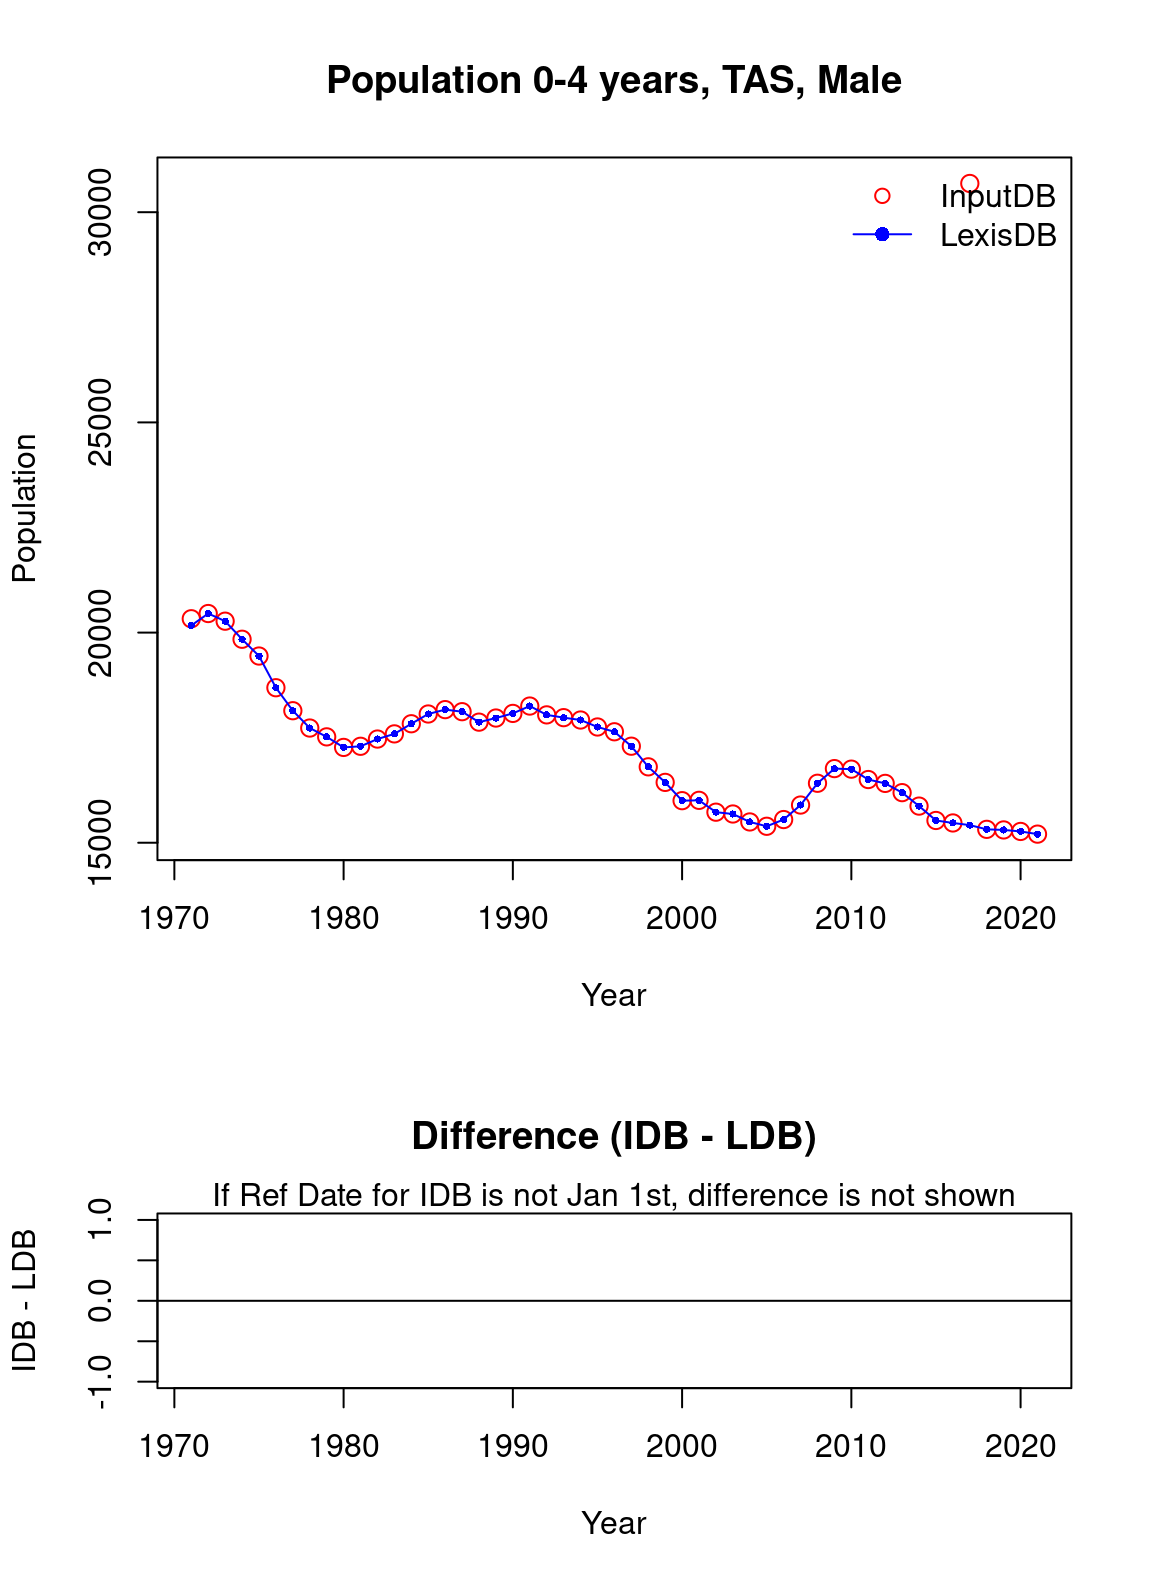 Population 0-4 years, TAS, Male
30000
25000
20000
15000
Population
InputDB
LexisDB
1970 1980 1990 2000 2010 2020
Year
Difference (IDB - LDB)
If Ref Date for IDB is not Jan 1st, difference is not shown
1.0
0.0
-1.0
IDB - LDB
1970 1980 1990 2000 2010 2020
Year